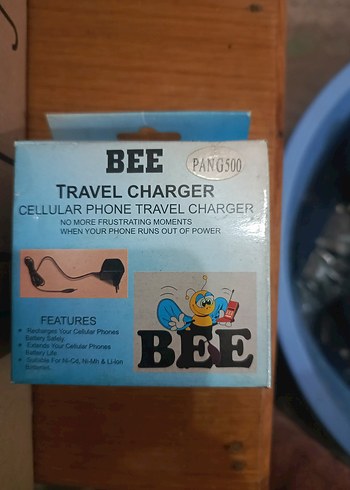 BEE
PANG500
TRAVEL CHARGER
CELLULAR PHONE TRAVEL CHARGER
NO MORE FRUSTRATING MOMENTS
WHEN YOUR PHONE RUNS OUT OF POWER
FEATURES
Recharges Your Cellular Phones
Battery Safely.
Extends Your Cellular Phones
Battery Life
Suitable For Ni-Cd, Ni-Mh & Li-Ion
Batteries.
BEE